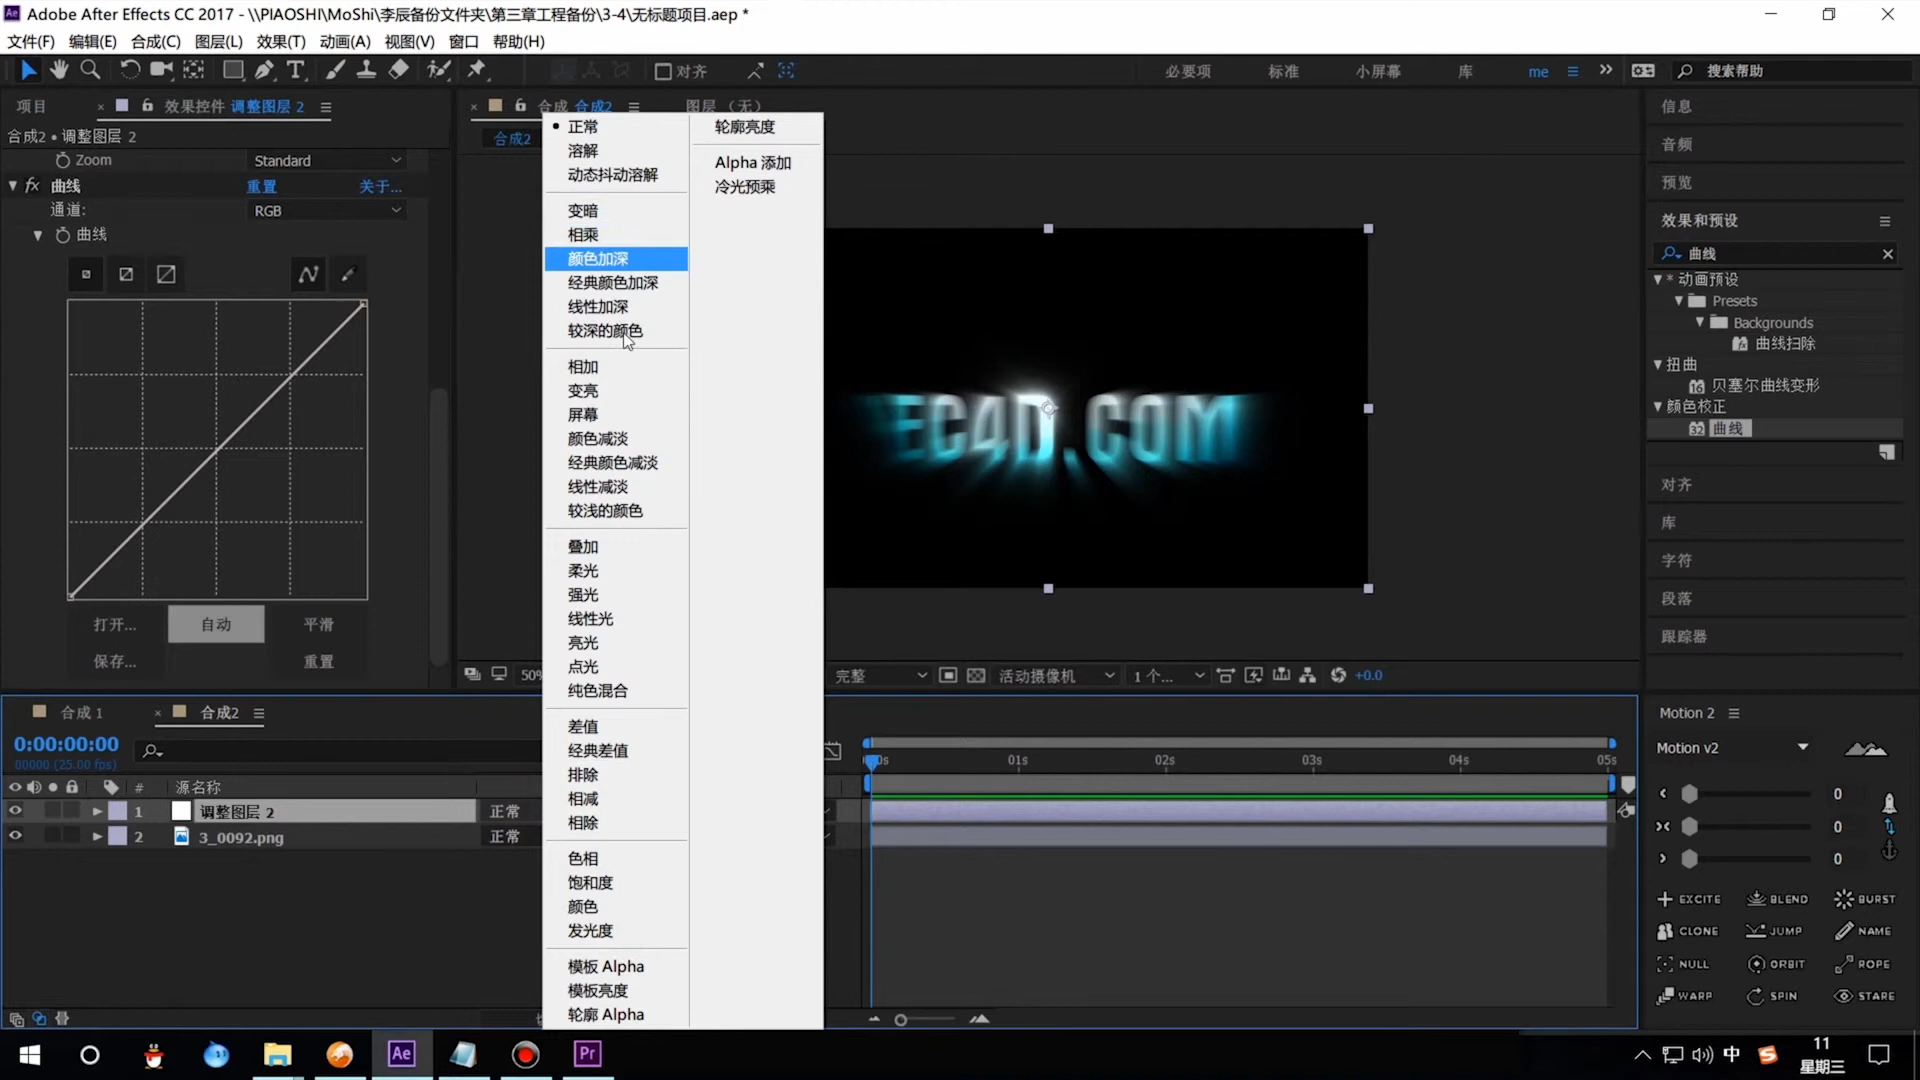 Adobe After Effects CC 2017 - \\PIAOSHI\MoShi\李辰备份文件夹\第三章工程备份\3-4\无标题项目.aep *
文件(F) 编辑(E) 合成(C) 图层(L) 效果(T) 动画(A) 视图(V) 窗口 帮助(H)
对齐 必要项 标准 小屏幕 库 me 搜索帮助
项目 效果控件 调整图层 2 合成 合成2 图层 (无) 信息
合成2 • 调整图层 2
合成2
Zoom Standard
fx 曲线 重置 关于...
通道: RGB
曲线
打开... 自动 平滑
保存... 重置
正常
溶解
动态抖动溶解
变暗
相乘
颜色加深
经典颜色加深
线性加深
较深的颜色
相加
变亮
屏幕
颜色减淡
经典颜色减淡
线性减淡
较浅的颜色
叠加
柔光
强光
线性光
亮光
点光
纯色混合
差值
经典差值
排除
相减
相除
色相
饱和度
颜色
发光度
模板 Alpha
模板亮度
轮廓 Alpha
轮廓亮度
Alpha 添加
冷光预乘
EC4D.COM
50% 完整 活动摄像机 1 个... +0.0
音频
预览
效果和预设
曲线
* 动画预设
Presets
Backgrounds
曲线扫除
扭曲
16 贝塞尔曲线变形
颜色校正
32 曲线
对齐
库
字符
段落
跟踪器
合成 1 合成2
0:00:00:00
00000 (25.00 fps)
# 源名称
1 调整图层 2 正常
2 3_0092.png 正常
01s 02s 03s 04s 05s
Motion 2
Motion v2
0
0
0
EXCITE BLEND BURST
CLONE JUMP NAME
NULL ORBIT ROPE
WARP SPIN STARE
Ae Pr 中 11
星期三